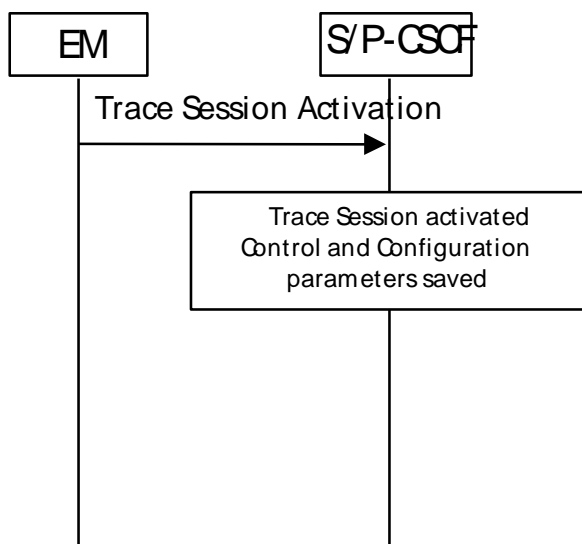 EM
S/P-CSCF
Trace Session Activation
Trace Session activated
Control and Configuration
parameters saved